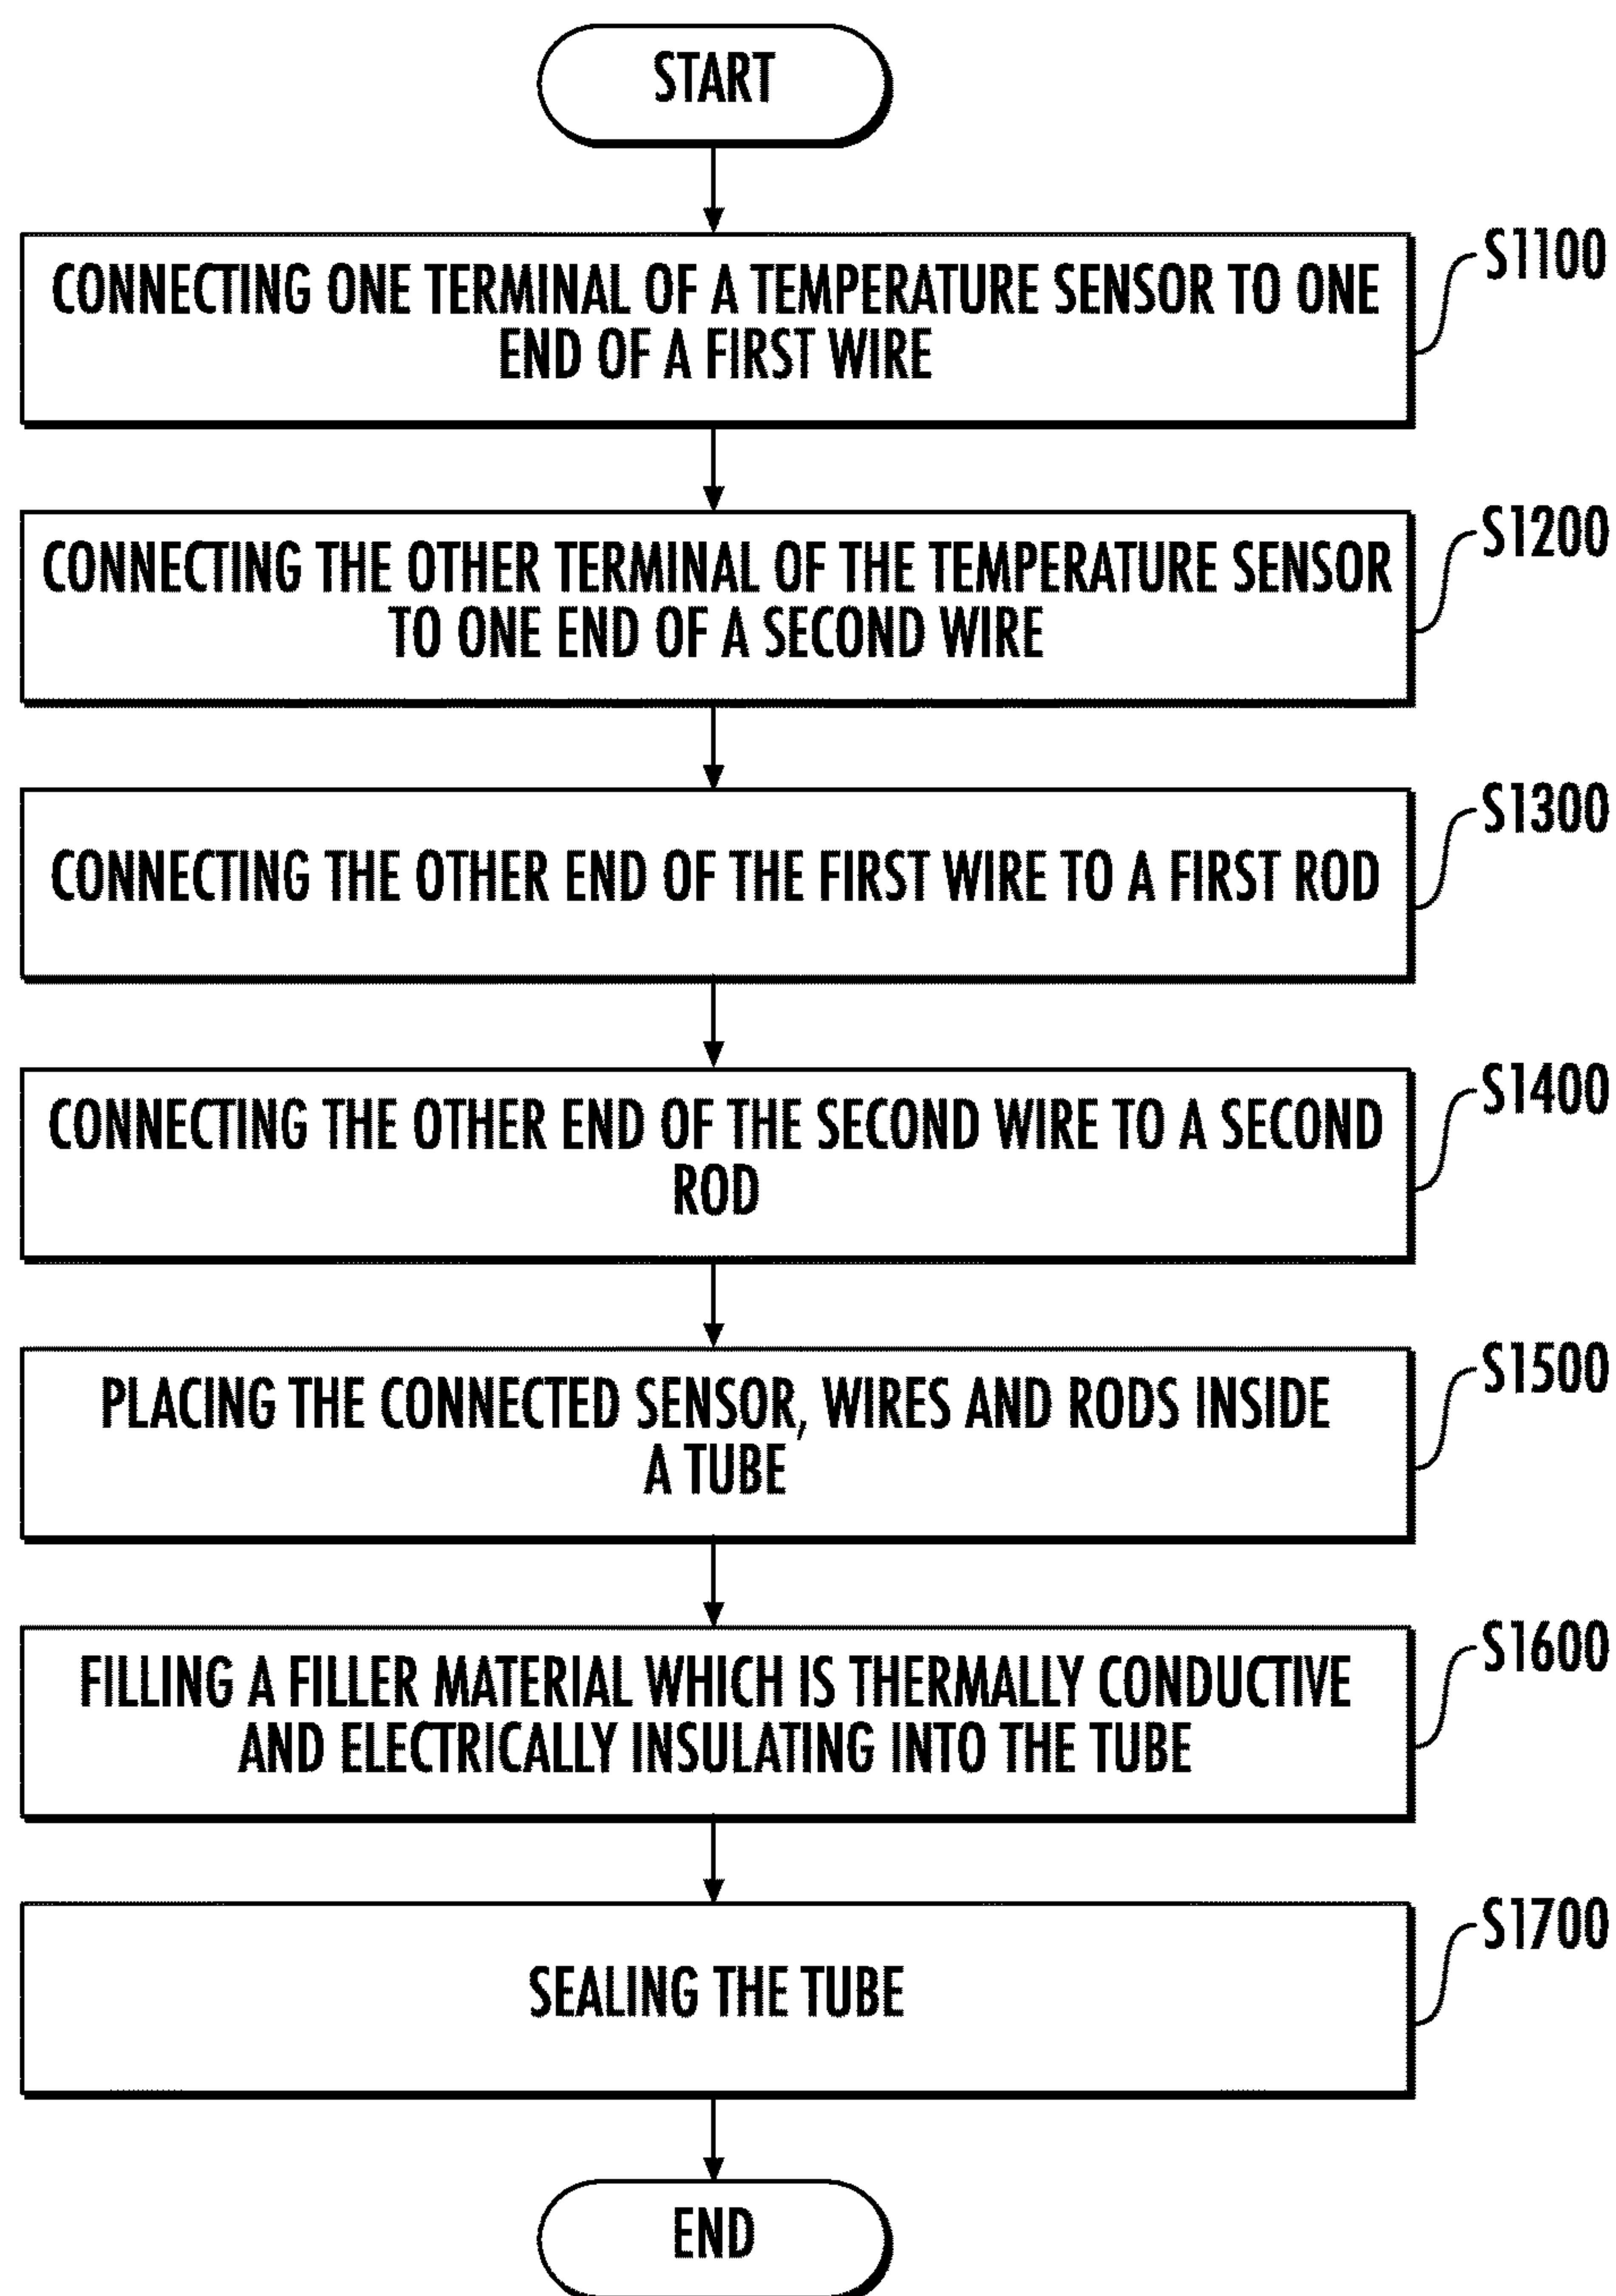 START
CONNECTING ONE TERMINAL OF A TEMPERATURE SENSOR TO ONE
END OF A FIRST WIRE
S1100
CONNECTING THE OTHER TERMINAL OF THE TEMPERATURE SENSOR
TO ONE END OF A SECOND WIRE
S1200
CONNECTING THE OTHER END OF THE FIRST WIRE TO A FIRST ROD
S1300
CONNECTING THE OTHER END OF THE SECOND WIRE TO A SECOND
ROD
S1400
PLACING THE CONNECTED SENSOR, WIRES AND RODS INSIDE
A TUBE
S1500
FILLING A FILLER MATERIAL WHICH IS THERMALLY CONDUCTIVE
AND ELECTRICALLY INSULATING INTO THE TUBE
S1600
SEALING THE TUBE
S1700
END